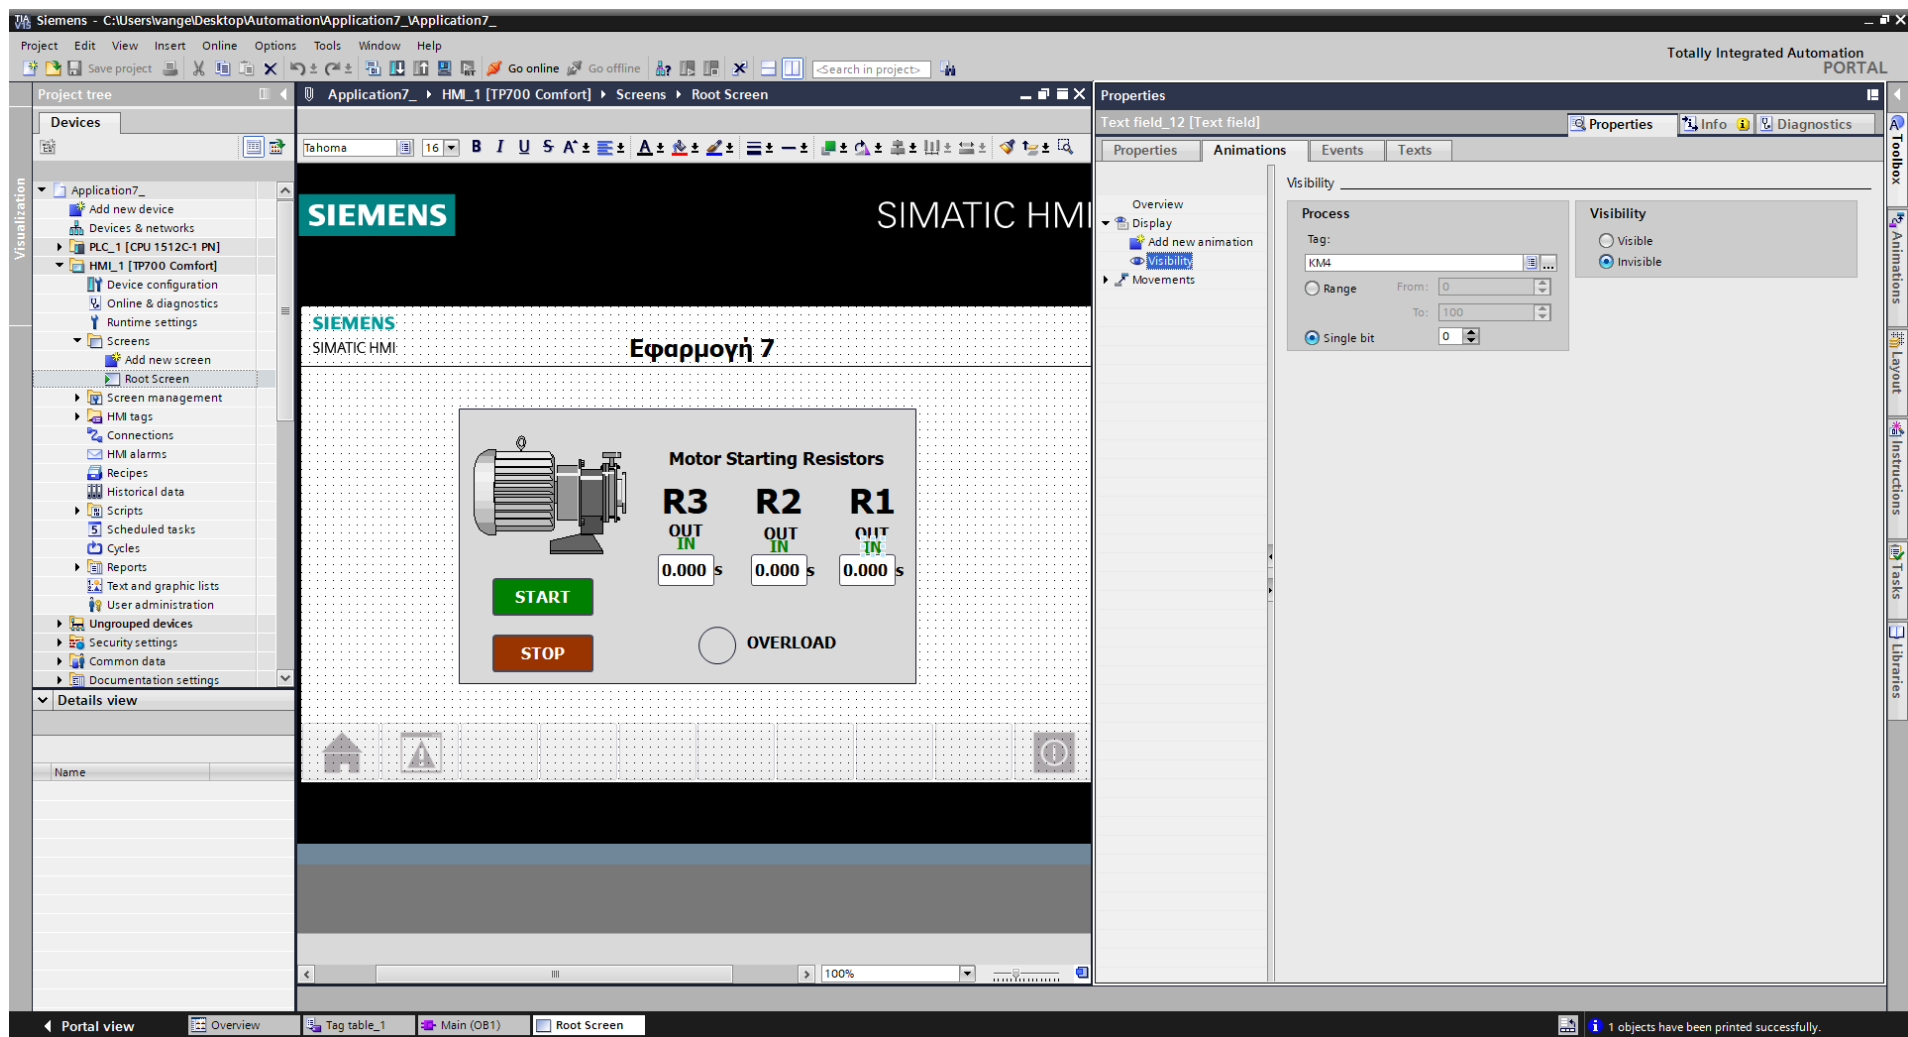 Siemens - C:\Users\vange\Desktop\Automation\Application7_\Application7_
Project Edit View Insert Online Options Tools Window Help
Totally Integrated Automation
PORTAL
Save project
Go online
Go offline
<Search in project>
Project tree
Application7_ HMI_1 [TP700 Comfort] Screens Root Screen
Properties
Devices
Text field_12 [Text field]
Properties Info Diagnostics
Tahoma 16 B I U S A
Properties Animations Events Texts
Visualization
Application7_
Add new device
Devices & networks
PLC_1 [CPU 1512C-1 PN]
HMI_1 [TP700 Comfort]
Device configuration
Online & diagnostics
Runtime settings
Screens
Add new screen
Root Screen
Screen management
HMI tags
Connections
HMI alarms
Recipes
Historical data
Scripts
Scheduled tasks
Cycles
Reports
Text and graphic lists
User administration
Ungrouped devices
Security settings
Common data
Documentation settings
Details view
Name
SIEMENS
SIMATIC HMI
SIEMENS
SIMATIC HMI
Εφαρμογή 7
Motor Starting Resistors
R3 R2 R1
OUT OUT OUT
IN IN IN
0.000 s 0.000 s 0.000 s
START
STOP
OVERLOAD
100%
Overview
Display
Add new animation
Visibility
Movements
Visibility
Process
Tag:
KM4
Range From: 0
To: 100
Single bit 0
Visibility
Visible
Invisible
Toolbox
Animations
Layout
Instructions
Tasks
Libraries
Portal view Overview Tag table_1 Main (OB1) Root Screen
1 objects have been printed successfully.